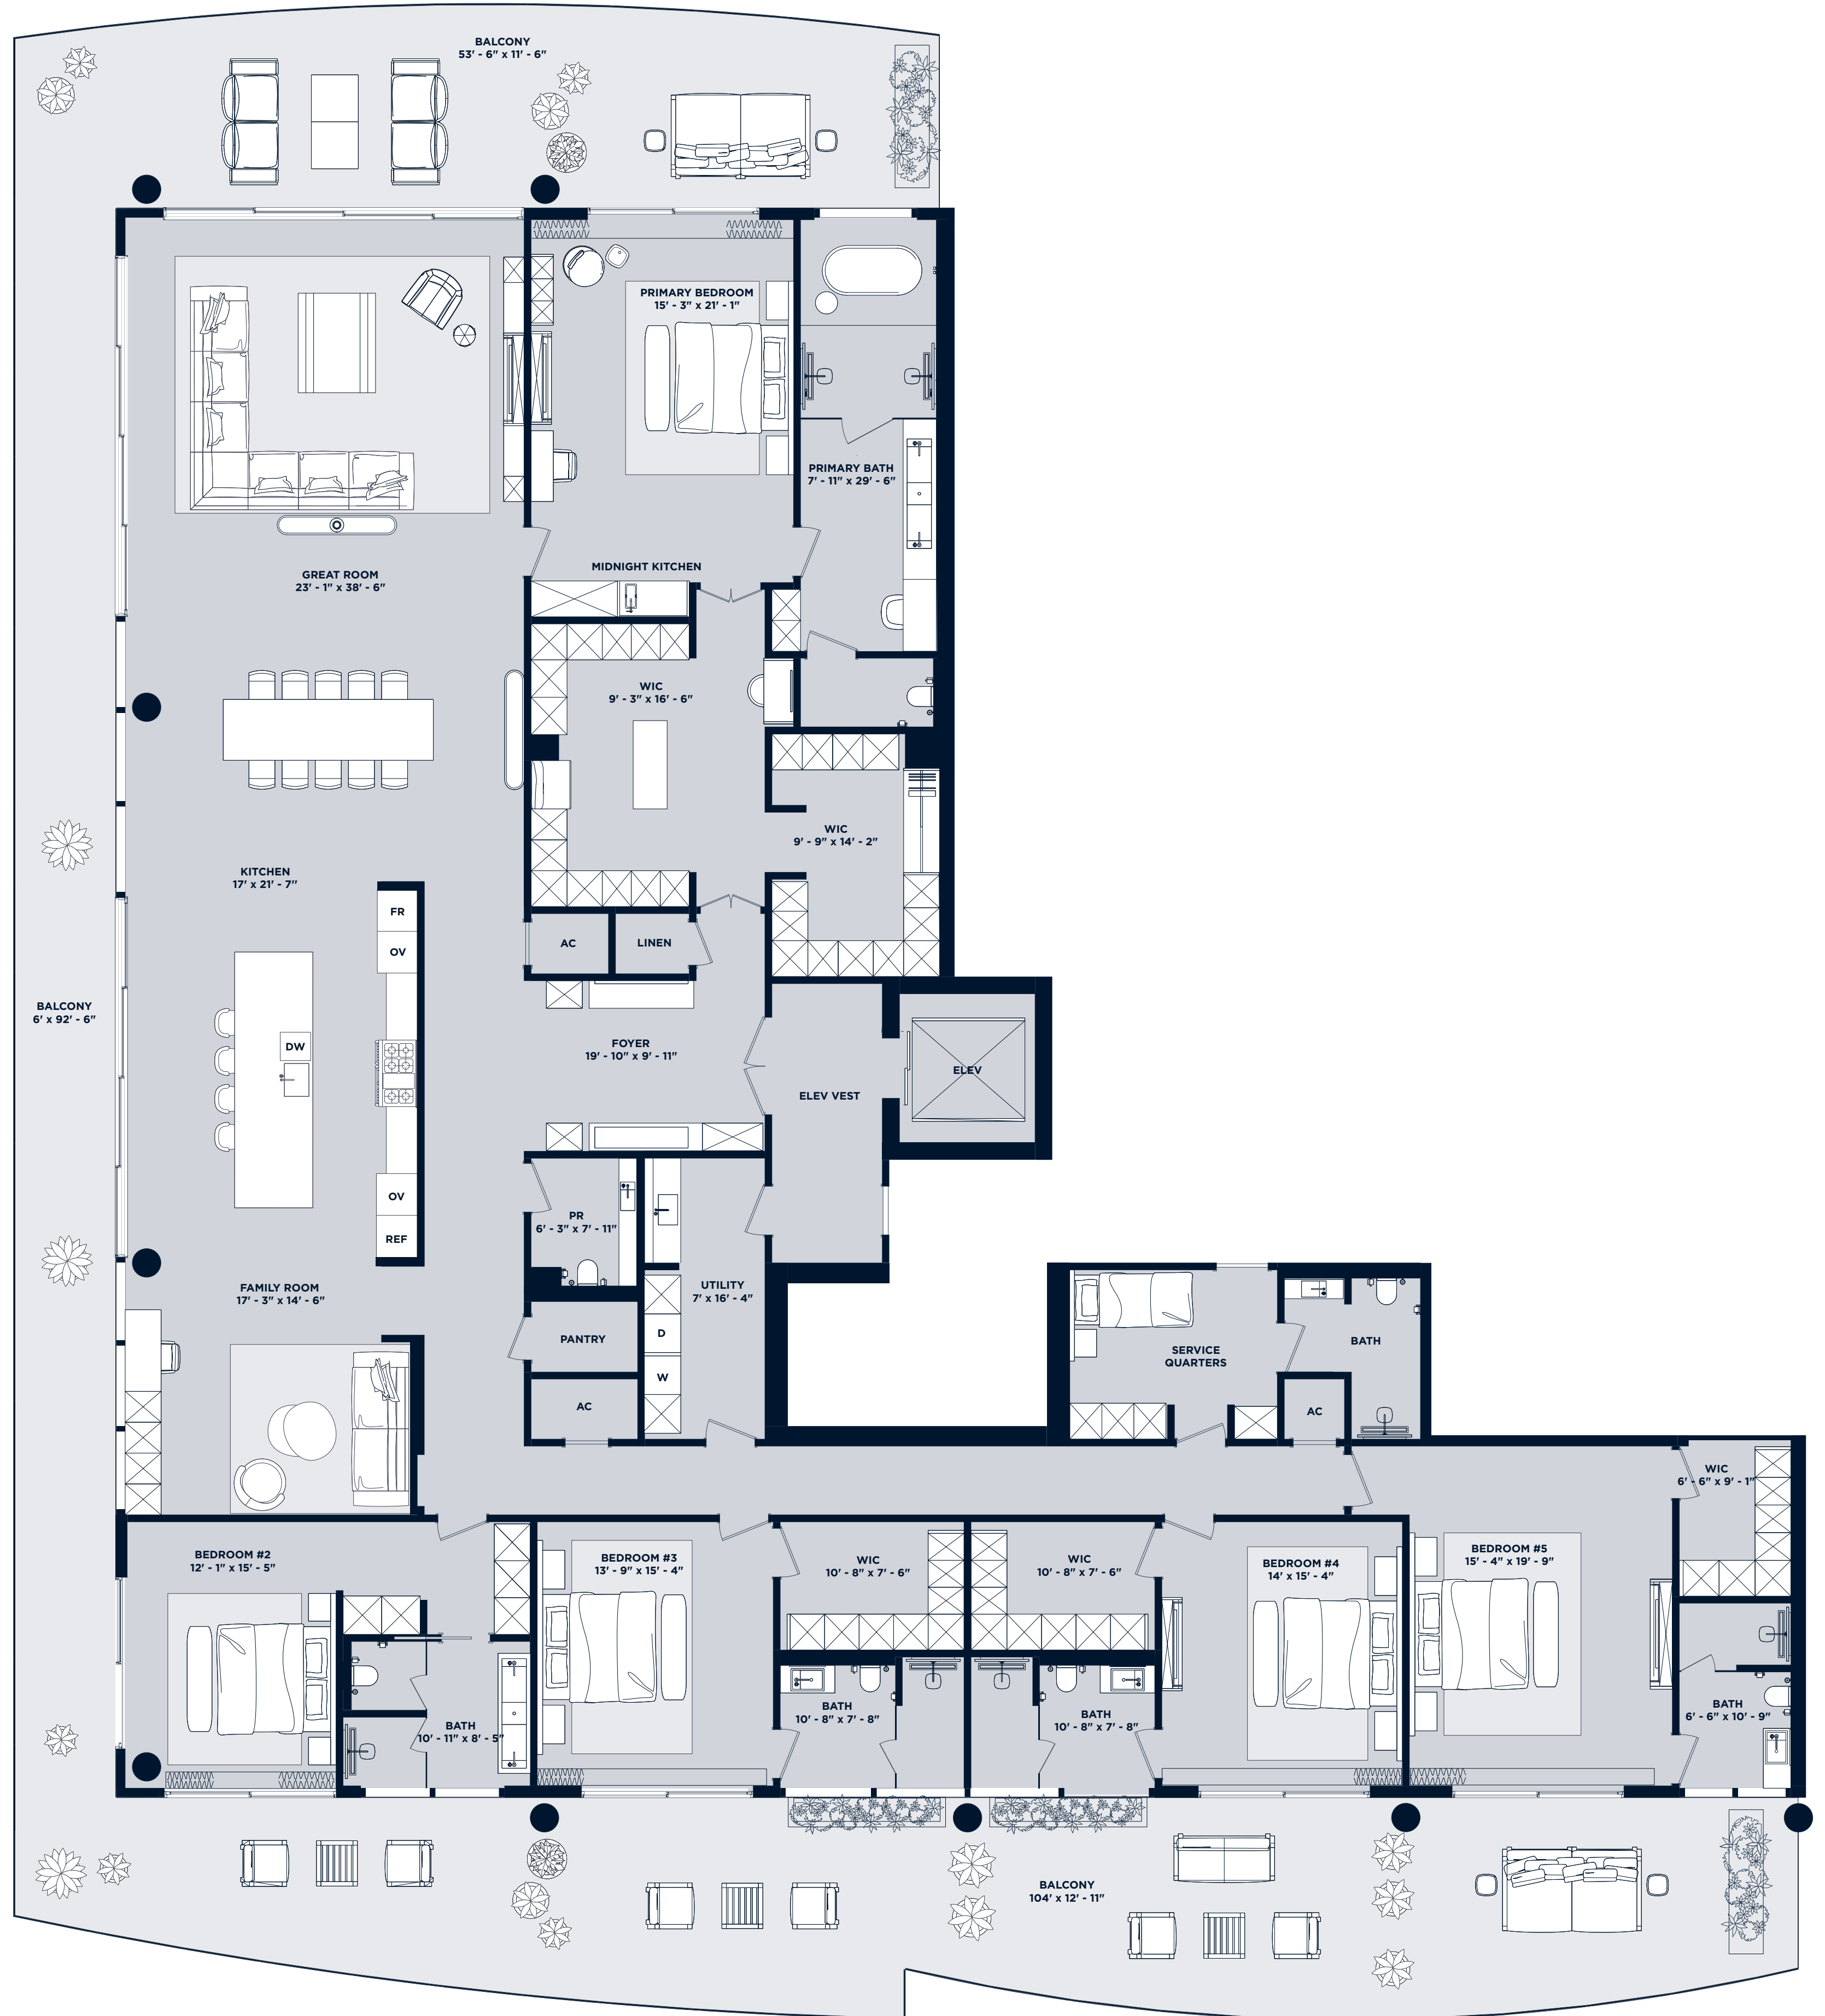 BALCONY
53' - 6" x 11' - 6"
PRIMARY BEDROOM
15' - 3" x 21' - 1"
PRIMARY BATH
7' - 11" x 29' - 6"
MIDNIGHT KITCHEN
GREAT ROOM
23' - 1" x 38' - 6"
WIC
9' - 3" x 16' - 6"
WIC
9' - 9" x 14' - 2"
KITCHEN
17' x 21' - 7"
FR
OV
AC
LINEN
BALCONY
6' x 92' - 6"
DW
FOYER
19' - 10" x 9' - 11"
ELEV VEST
ELEV
OV
REF
PR
6' - 3" x 7' - 11"
UTILITY
7' x 16' - 4"
FAMILY ROOM
17' - 3" x 14' - 6"
D
PANTRY
W
AC
SERVICE
QUARTERS
BATH
AC
WIC
6' - 6" x 9' - 1"
BEDROOM #2
12' - 1" x 15' - 5"
BEDROOM #3
13' - 9" x 15' - 4"
WIC
10' - 8" x 7' - 6"
WIC
10' - 8" x 7' - 6"
BEDROOM #4
14' x 15' - 4"
BEDROOM #5
15' - 4" x 19' - 9"
BATH
10' - 11" x 8' - 5"
BATH
10' - 8" x 7' - 8"
BATH
10' - 8" x 7' - 8"
BATH
6' - 6" x 10' - 9"
BALCONY
104' x 12' - 11"